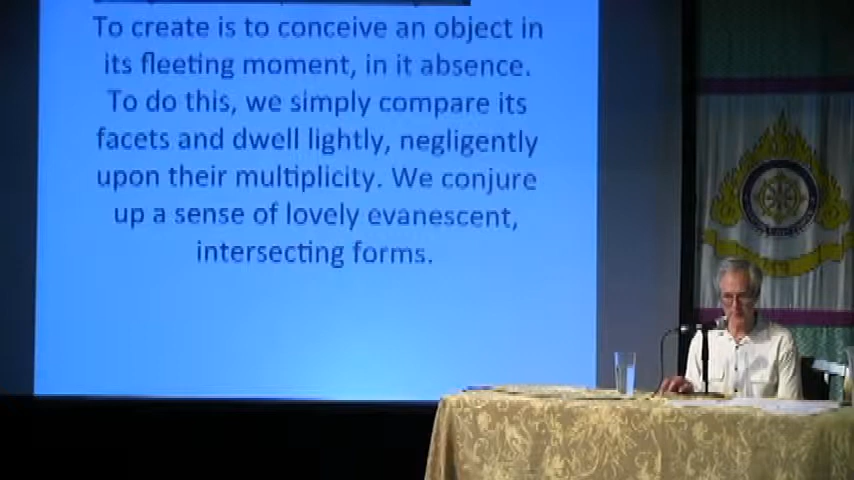 To create is to conceive an object in
its fleeting moment, in it absence.
To do this, we simply compare its
facets and dwell lightly, negligently
upon their multiplicity. We conjure
up a sense of lovely evanescent,
intersecting forms.